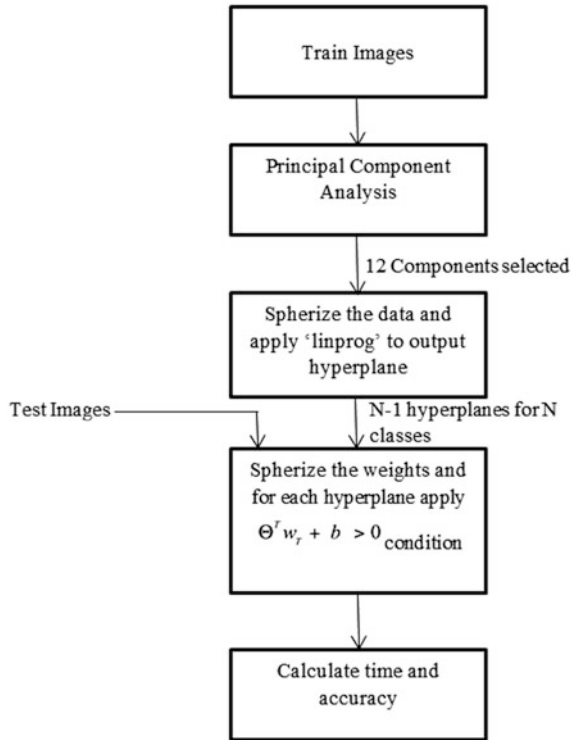 Train Images
Principal Component
Analysis
12 Components selected
Spherize the data and
apply ‘linprog’ to output
hyperplane
Test Images
N-1 hyperplanes for N
classes
Spherize the weights and
for each hyperplane apply
Θ^T w_T + b > 0 condition
Calculate time and
accuracy